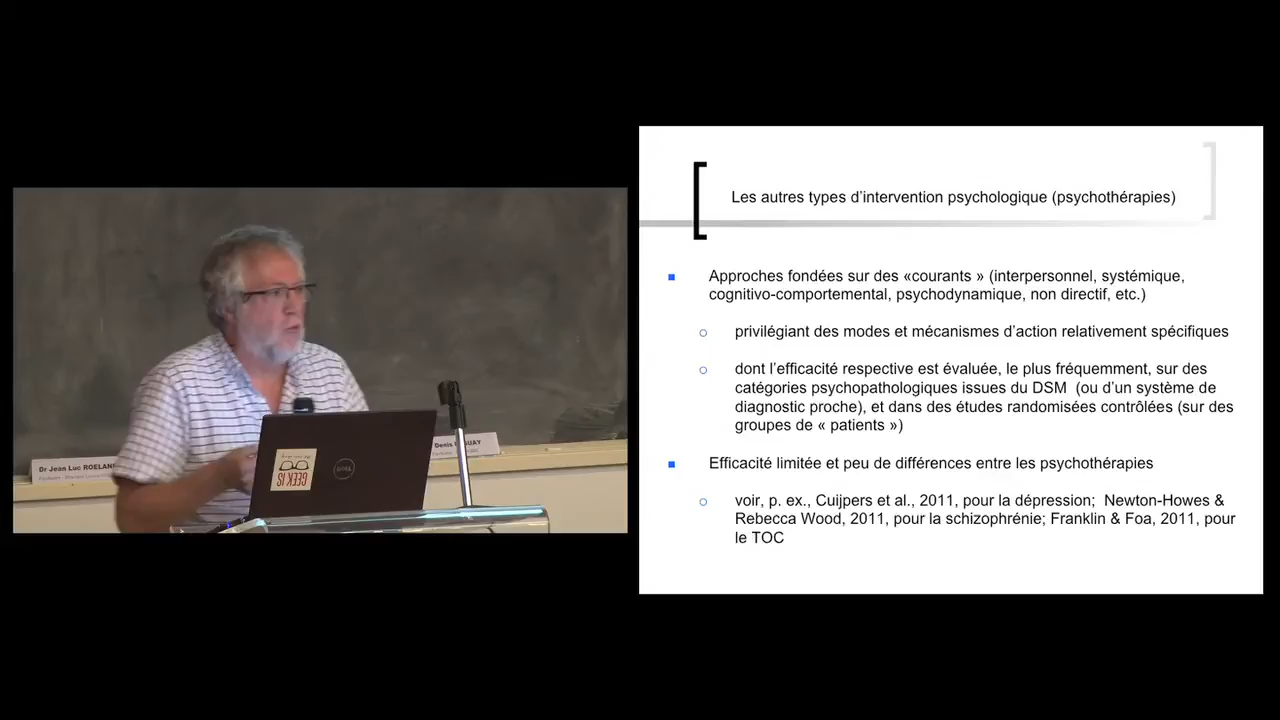 Dr Jean Luc ROELAN
Denis
GEEK IS
DELL
Les autres types d’intervention psychologique (psychothérapies)
Approches fondées sur des «courants » (interpersonnel, systémique,
cognitivo-comportemental, psychodynamique, non directif, etc.)
privilégiant des modes et mécanismes d’action relativement spécifiques
dont l’efficacité respective est évaluée, le plus fréquemment, sur des
catégories psychopathologiques issues du DSM (ou d’un système de
diagnostic proche), et dans des études randomisées contrôlées (sur des
groupes de « patients »)
Efficacité limitée et peu de différences entre les psychothérapies
voir, p. ex., Cuijpers et al., 2011, pour la dépression; Newton-Howes &
Rebecca Wood, 2011, pour la schizophrénie; Franklin & Foa, 2011, pour
le TOC